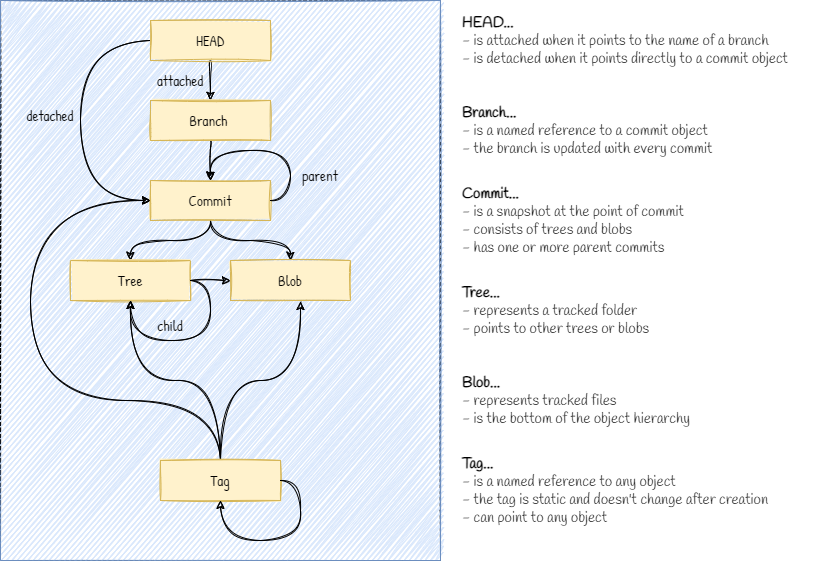 HEAD
attached
detached
Branch
parent
Commit
Tree
Blob
child
Tag
HEAD...
- is attached when it points to the name of a branch
- is detached when it points directly to a commit object
Branch...
- is a named reference to a commit object
- the branch is updated with every commit
Commit...
- is a snapshot at the point of commit
- consists of trees and blobs
- has one or more parent commits
Tree...
- represents a tracked folder
- points to other trees or blobs
Blob...
- represents tracked files
- is the bottom of the object hierarchy
Tag...
- is a named reference to any object
- the tag is static and doesn't change after creation
- can point to any object